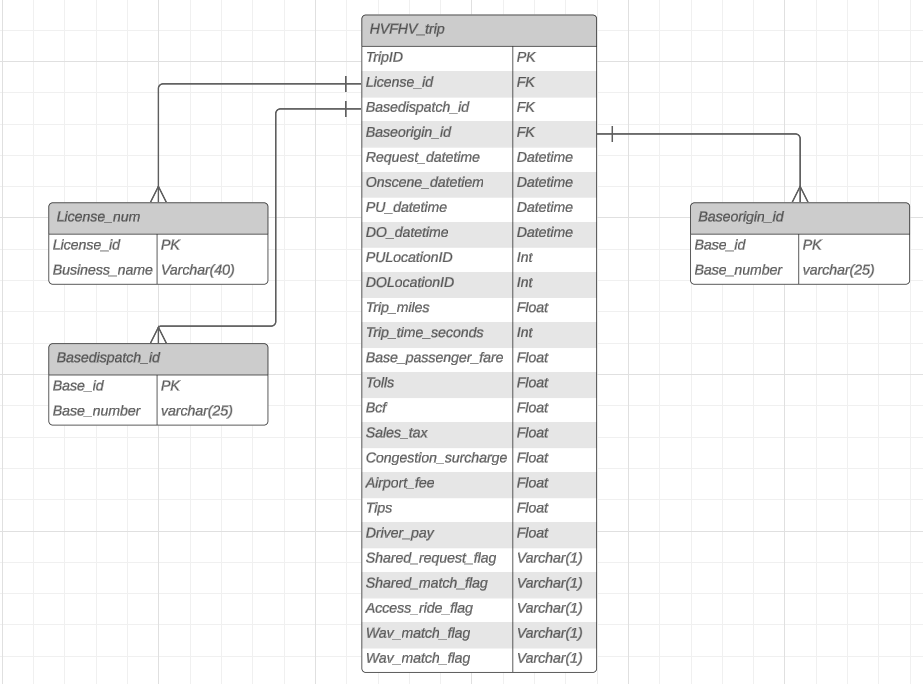 HVFHV_trip
TripID PK
License_id FK
Basedispatch_id FK
Baseorigin_id FK
Request_datetime Datetime
Onscene_datetiem Datetime
PU_datetime Datetime
DO_datetime Datetime
PULocationID Int
DOLocationID Int
Trip_miles Float
Trip_time_seconds Int
Base_passenger_fare Float
Tolls Float
Bcf Float
Sales_tax Float
Congestion_surcharge Float
Airport_fee Float
Tips Float
Driver_pay Float
Shared_request_flag Varchar(1)
Shared_match_flag Varchar(1)
Access_ride_flag Varchar(1)
Wav_match_flag Varchar(1)
Wav_match_flag Varchar(1)
License_num
License_id PK
Business_name Varchar(40)
Basedispatch_id
Base_id PK
Base_number varchar(25)
Baseorigin_id
Base_id PK
Base_number varchar(25)